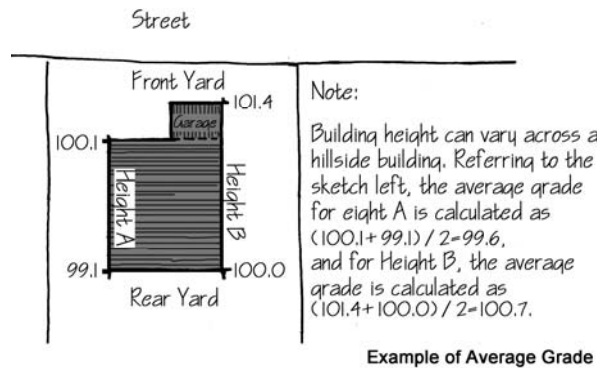 Street
Front Yard
101.4
Garage
100.1
Height A
Height B
99.1
100.0
Rear Yard
Note:
Building height can vary across a
hillside building. Referring to the
sketch left, the average grade
for eight A is calculated as
(100.1+99.1)/2=99.6,
and for Height B, the average
grade is calculated as
(101.4+100.0)/2=100.7.
Example of Average Grade